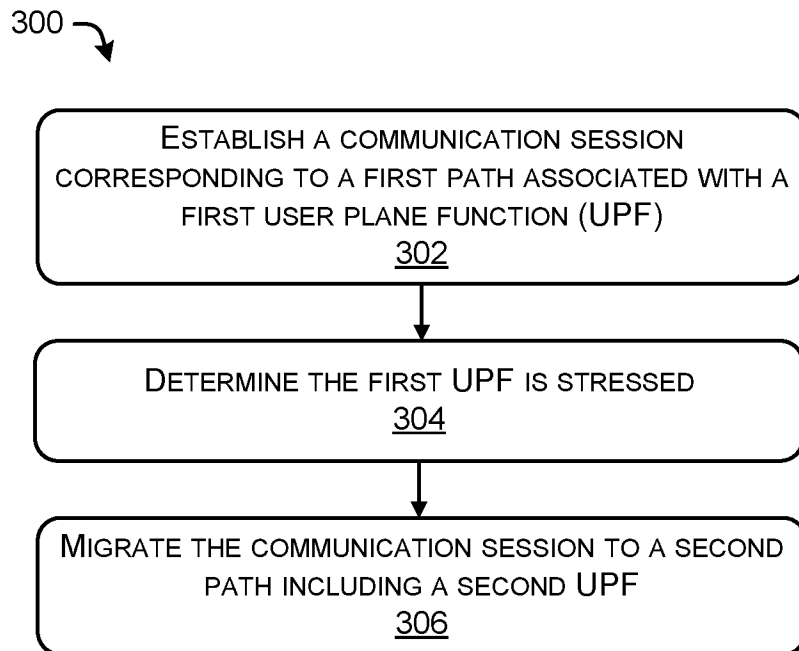 300
ESTABLISH A COMMUNICATION SESSION
CORRESPONDING TO A FIRST PATH ASSOCIATED WITH A
FIRST USER PLANE FUNCTION (UPF)
302
DETERMINE THE FIRST UPF IS STRESSED
304
MIGRATE THE COMMUNICATION SESSION TO A SECOND
PATH INCLUDING A SECOND UPF
306